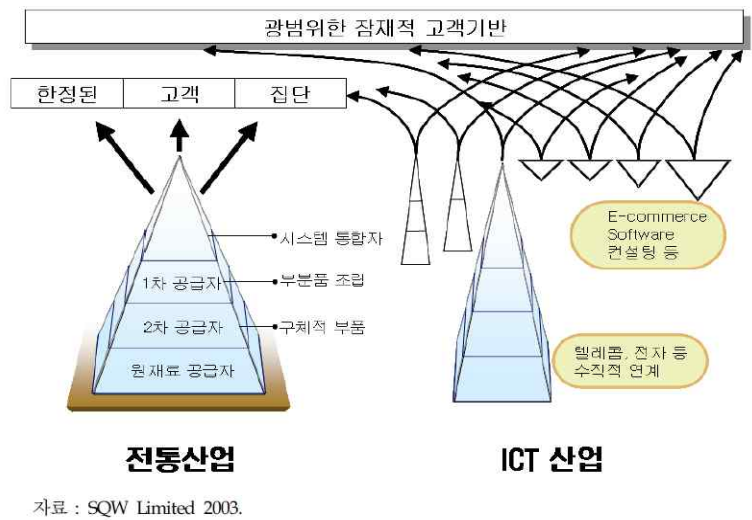 광범위한 잠재적 고객기반
한정된 고객 집단
시스템 통합자
1차 공급자 부분품 조립
2차 공급자 구체적 부품
원재료 공급자
E-commerce
Software
컨설팅 등
텔레콤, 전자 등
수직적 연계
전통산업 ICT 산업
자료 : SQW Limited 2003.